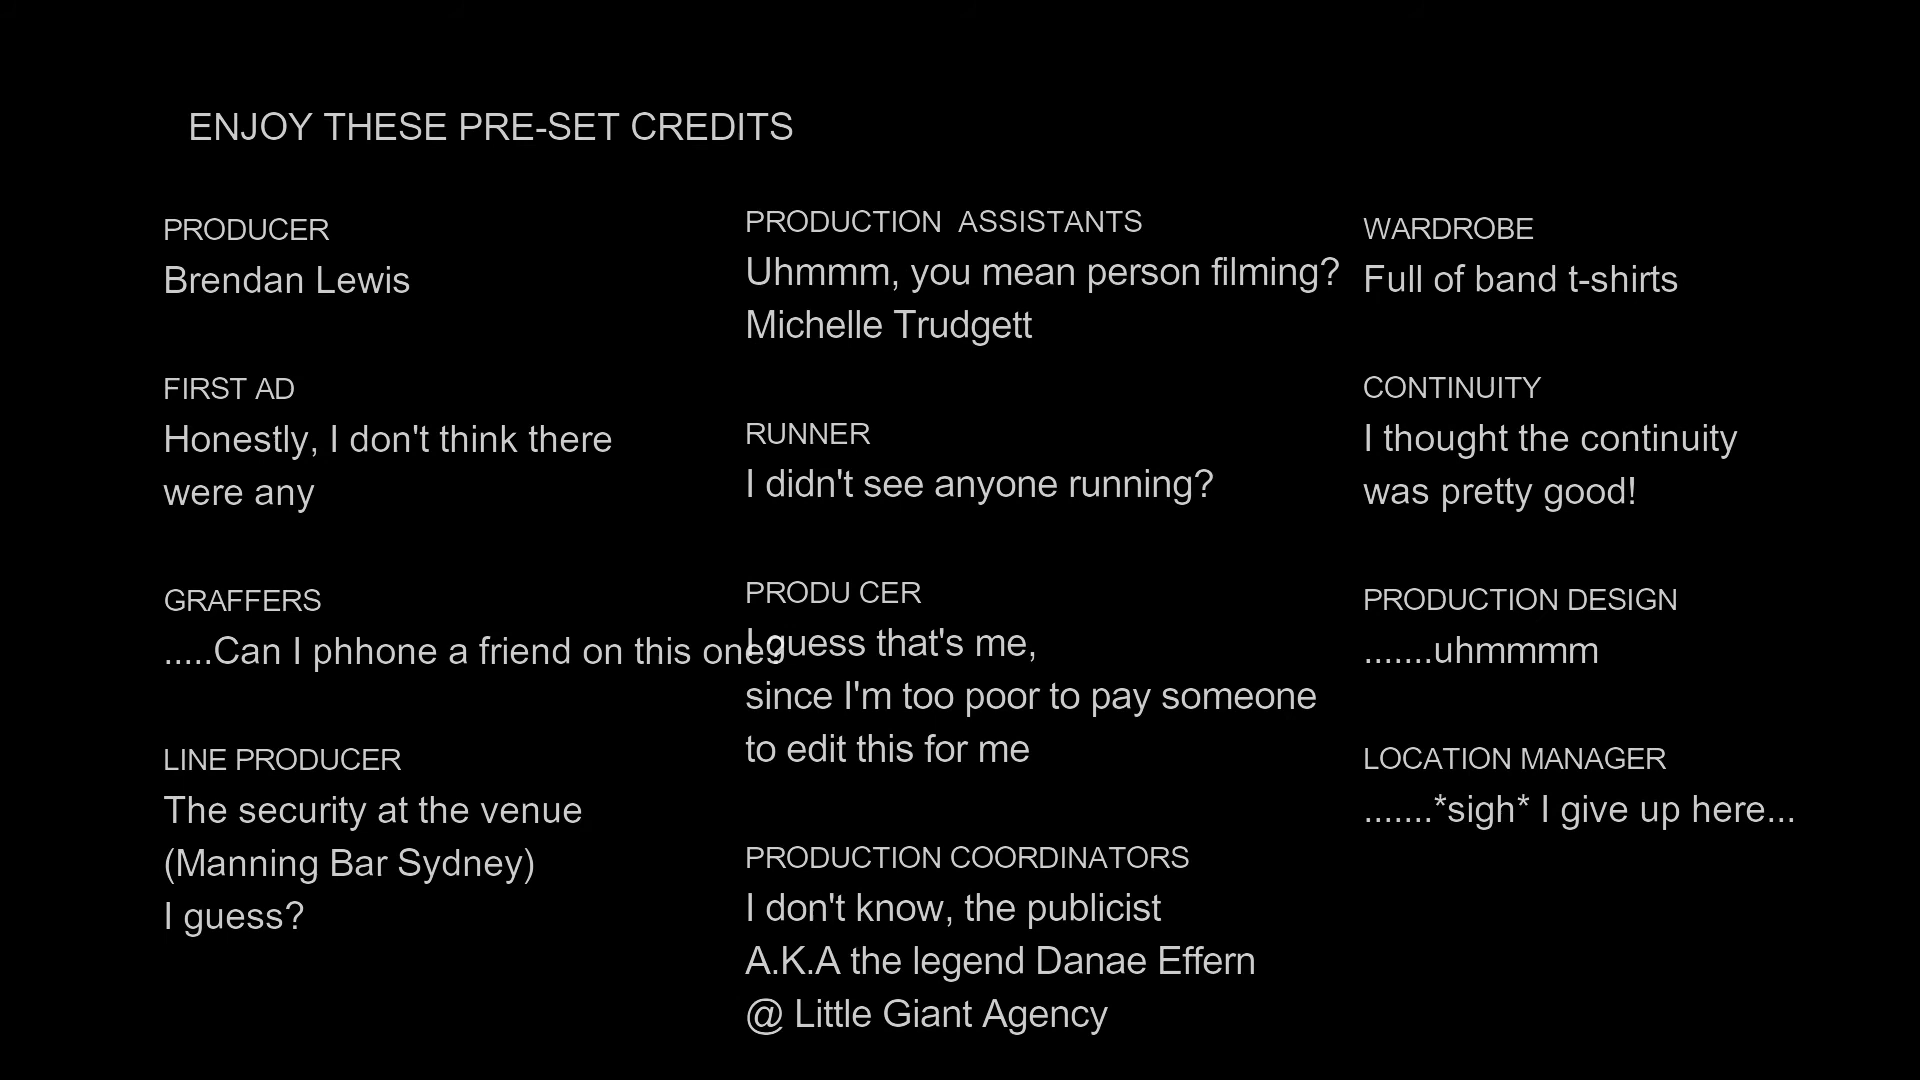 ENJOY THESE PRE-SET CREDITS
PRODUCER
Brendan Lewis
FIRST AD
Honestly, I don't think there
were any
GRAFFERS
.....Can I phhone a friend on this one?
LINE PRODUCER
The security at the venue
(Manning Bar Sydney)
I guess?
PRODUCTION  ASSISTANTS
Uhmmm, you mean person filming?
Michelle Trudgett
RUNNER
I didn't see anyone running?
PRODU CER
I guess that's me,
since I'm too poor to pay someone
to edit this for me
PRODUCTION COORDINATORS
I don't know, the publicist
A.K.A the legend Danae Effern
@ Little Giant Agency
WARDROBE
Full of band t-shirts
CONTINUITY
I thought the continuity
was pretty good!
PRODUCTION DESIGN
.......uhmmmm
LOCATION MANAGER
.......*sigh* I give up here...